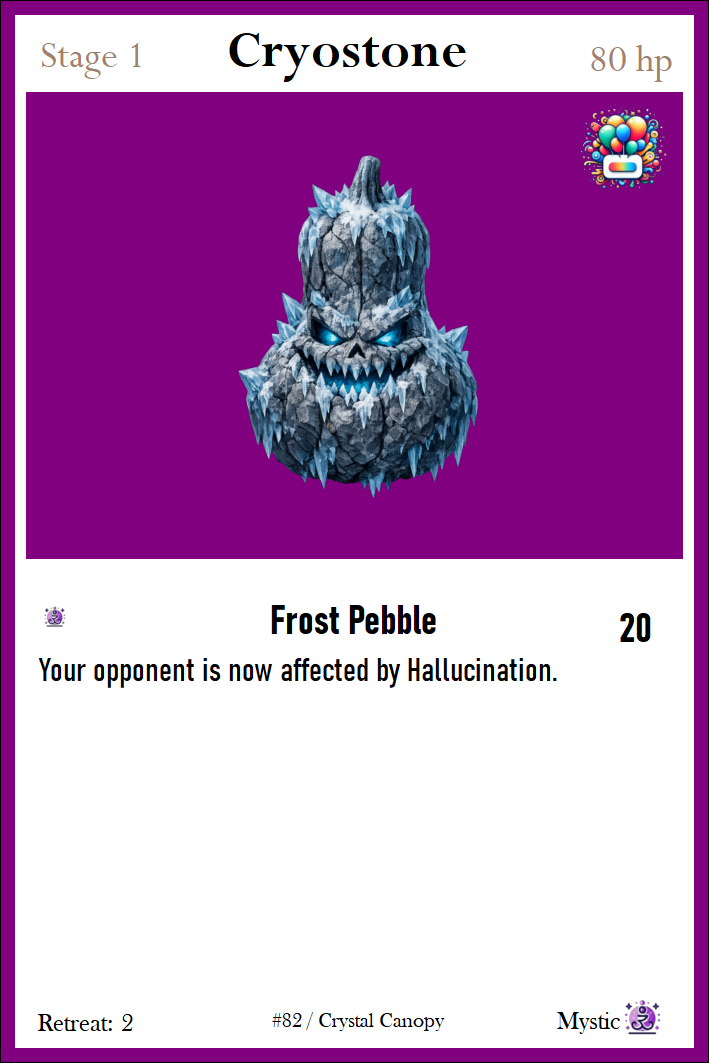 Stage 1
Cryostone
80 hp
Frost Pebble
20
Your opponent is now affected by Hallucination.
Retreat: 2
#82 / Crystal Canopy
Mystic